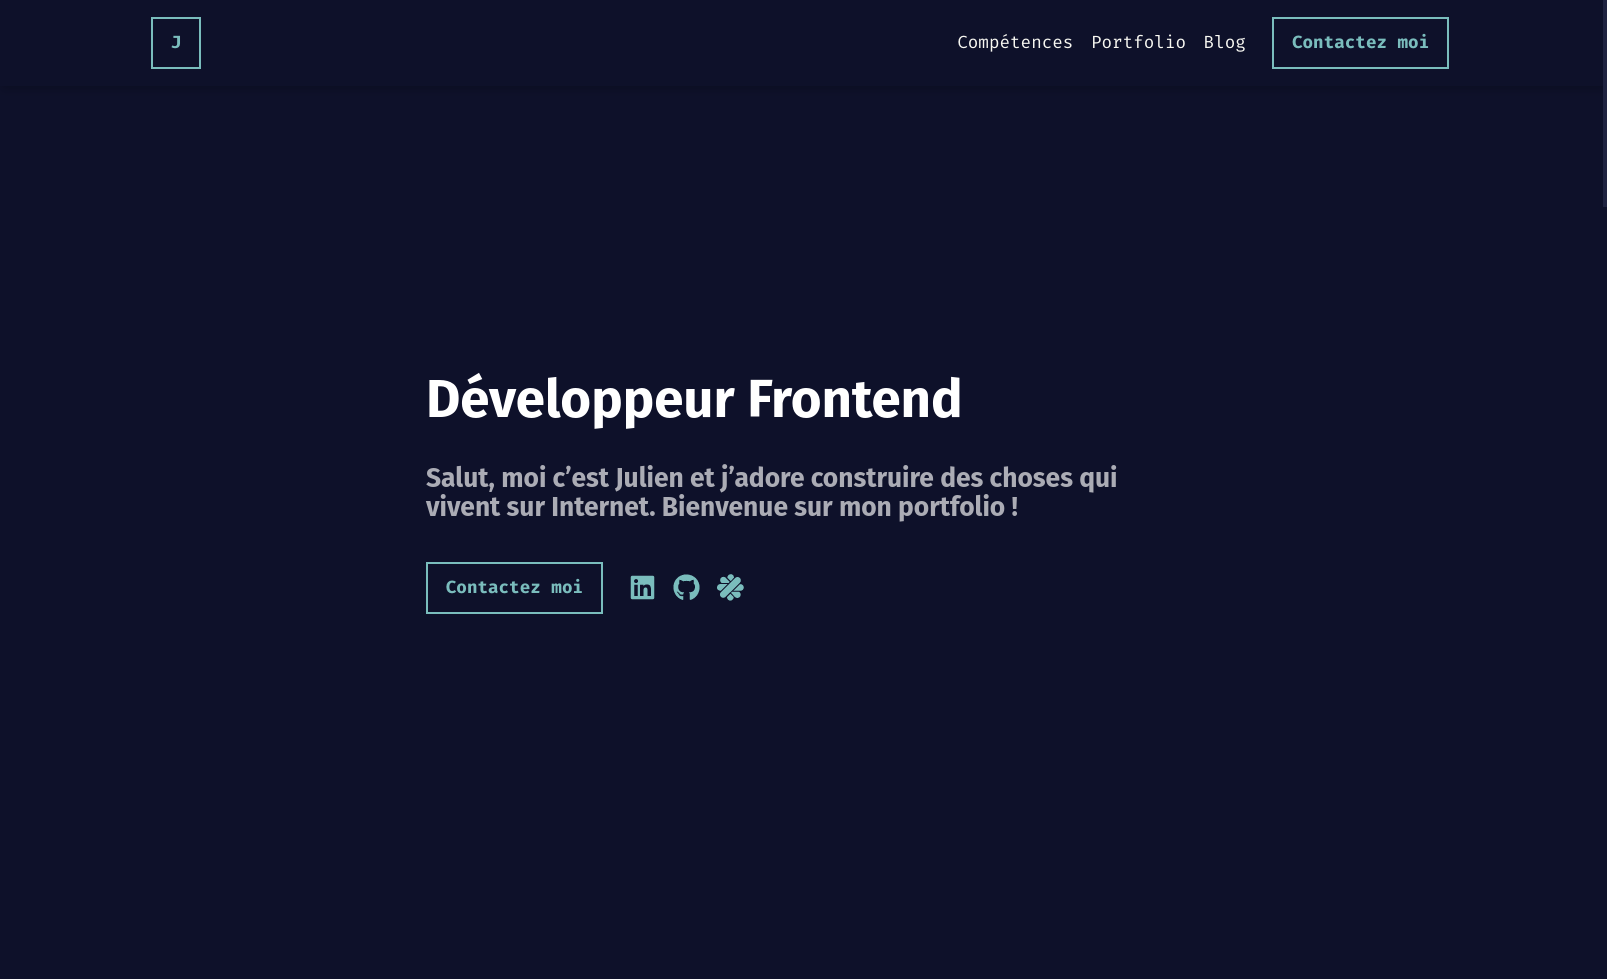 J
Compétences Portfolio Blog Contactez moi
Développeur Frontend
Salut, moi c’est Julien et j’adore construire des choses qui
vivent sur Internet. Bienvenue sur mon portfolio !
Contactez moi